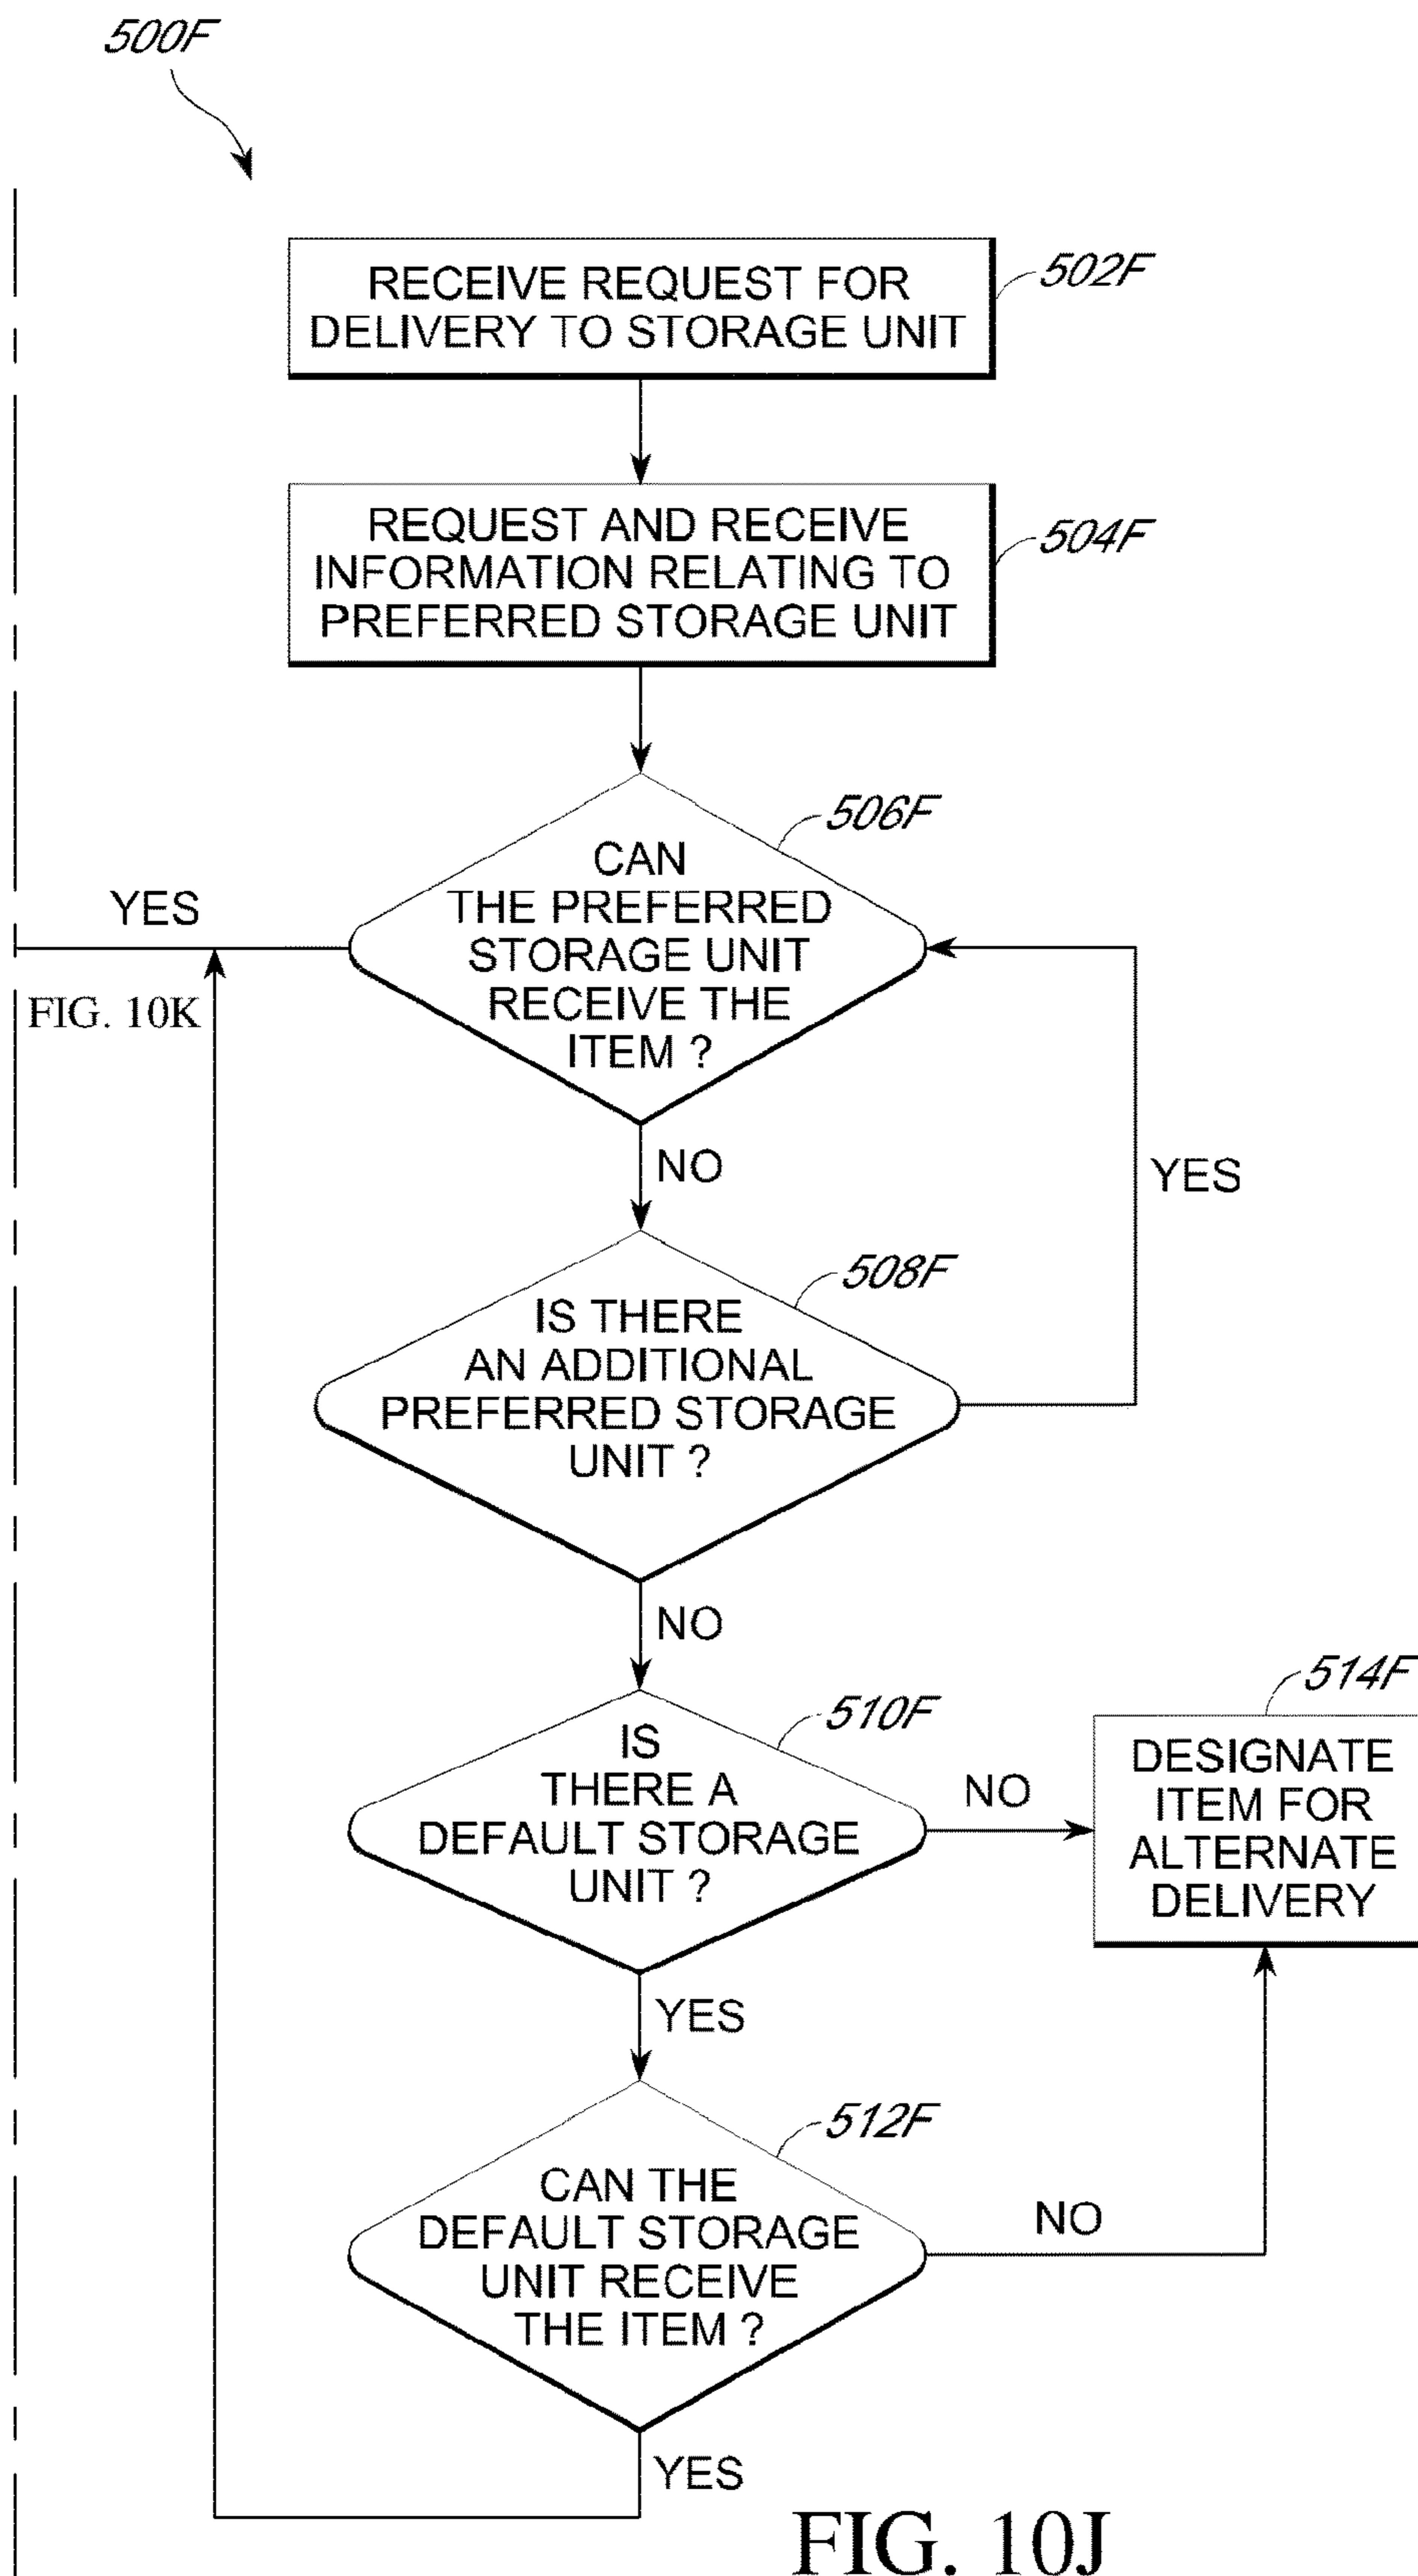 500F
RECEIVE REQUEST FOR
DELIVERY TO STORAGE UNIT
502F
REQUEST AND RECEIVE
INFORMATION RELATING TO
PREFERRED STORAGE UNIT
504F
506F
CAN
THE PREFERRED
STORAGE UNIT
RECEIVE THE
ITEM ?
YES
FIG. 10K
NO
YES
508F
IS THERE
AN ADDITIONAL
PREFERRED STORAGE
UNIT ?
NO
510F
IS
THERE A
DEFAULT STORAGE
UNIT ?
NO
514F
DESIGNATE
ITEM FOR
ALTERNATE
DELIVERY
YES
512F
CAN THE
DEFAULT STORAGE
UNIT RECEIVE
THE ITEM ?
NO
YES
FIG. 10J